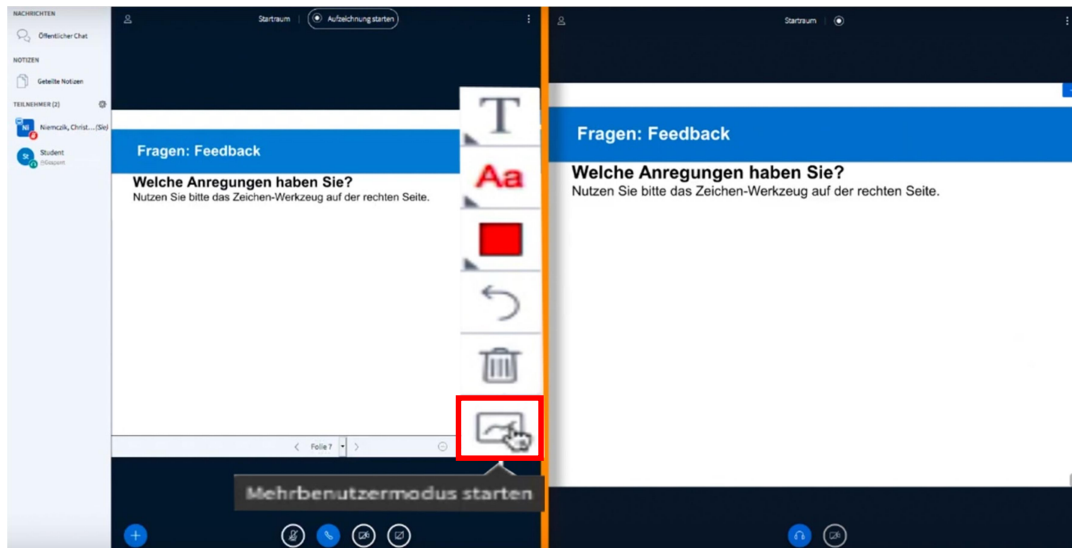 NACHRICHTEN
Öffentlicher Chat
NOTIZEN
Geteilte Notizen
TEILNEHMER (2)
NI
Niemczik, Christ... (Sie)
St
Student
Startraum
Aufzeichnung starten
Fragen: Feedback
Welche Anregungen haben Sie?
Nutzen Sie bitte das Zeichen-Werkzeug auf der rechten Seite.
T
Aa
Folie 7
Mehrbenutzermodus starten
Startraum
Fragen: Feedback
Welche Anregungen haben Sie?
Nutzen Sie bitte das Zeichen-Werkzeug auf der rechten Seite.